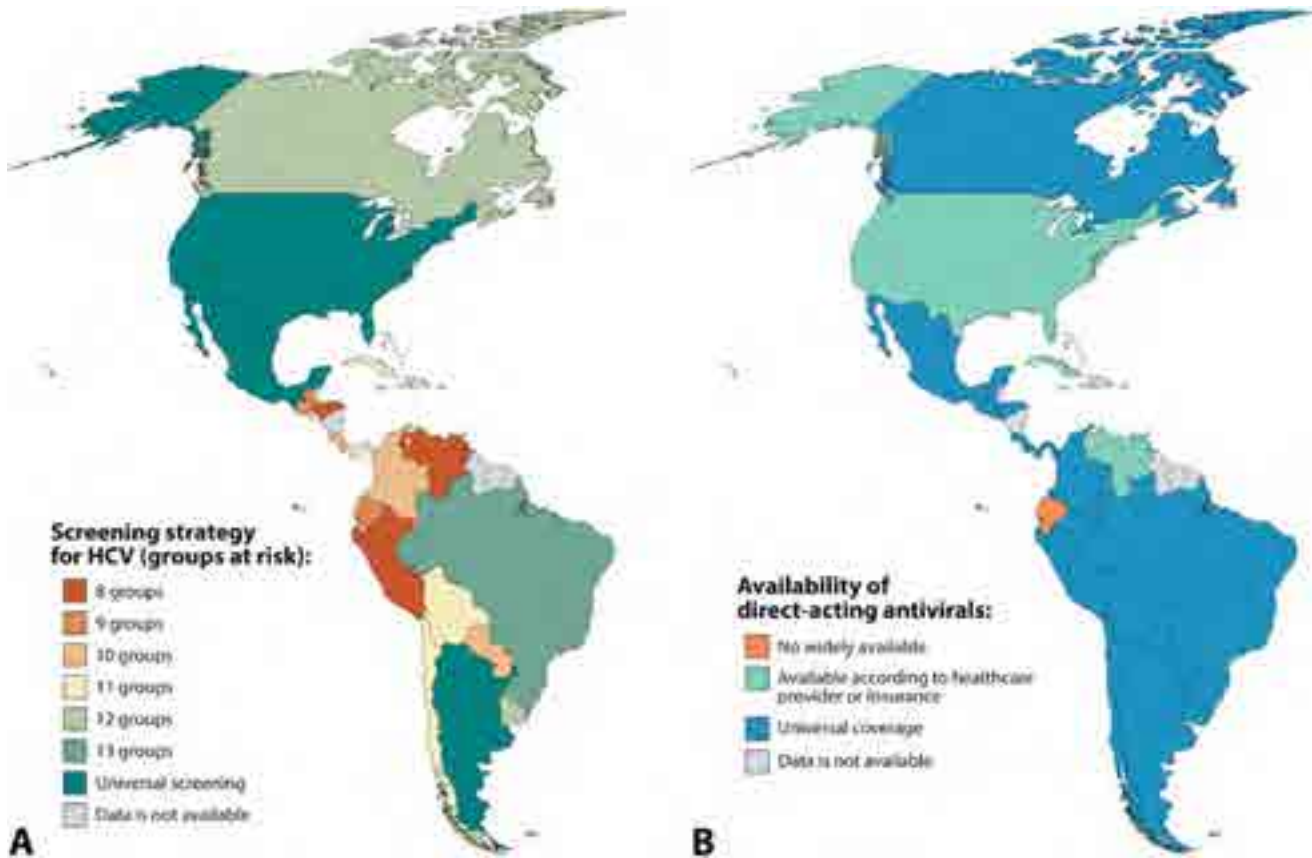 Screening strategy
for HCV (groups at risk):
8 groups
9 groups
10 groups
11 groups
12 groups
13 groups
Universal screening
Data is not available
A
Availability of
direct-acting antivirals:
No widely available
Available according to healthcare
provider or insurance
Universal coverage
Data is not available
B